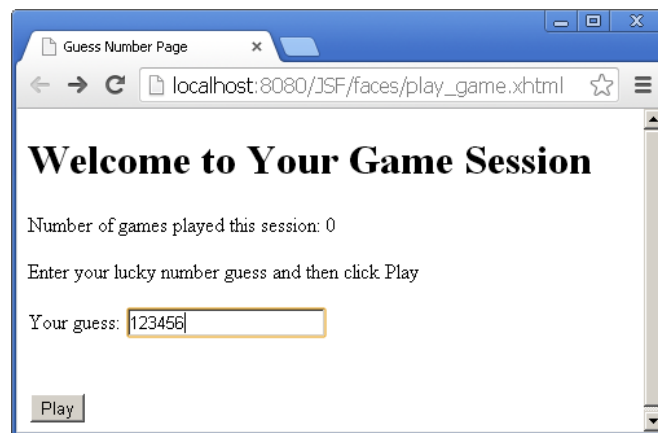 Guess Number Page
localhost:8080/JSF/faces/play_game.xhtml
Welcome to Your Game Session
Number of games played this session: 0
Enter your lucky number guess and then click Play
Your guess: 123456
Play